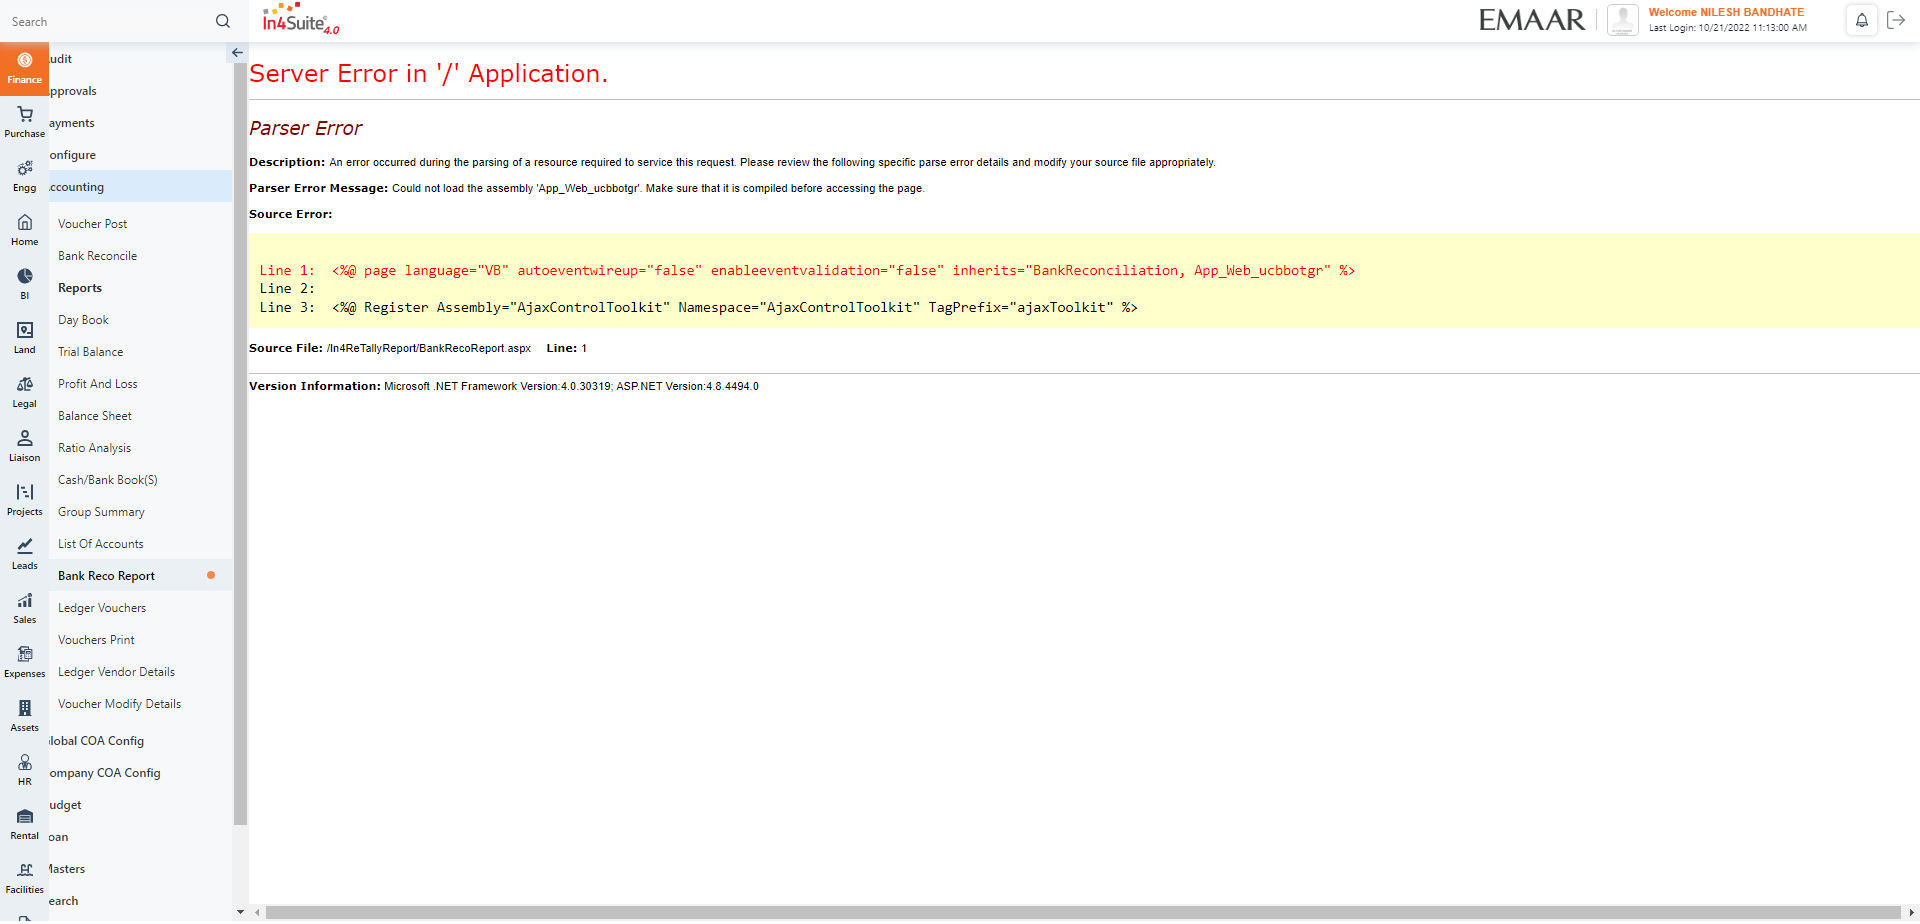 Search
In4Suite 4.0
EMAAR
Welcome NILESH BANDHATE
Last Login: 10/21/2022 11:13:00 AM
Finance
Purchase
Engg
Home
BI
Land
Legal
Liaison
Projects
Leads
Sales
Expenses
Assets
HR
Rental
Facilities
udit
pprovals
ayments
onfigure
ccounting
Voucher Post
Bank Reconcile
Reports
Day Book
Trial Balance
Profit And Loss
Balance Sheet
Ratio Analysis
Cash/Bank Book(S)
Group Summary
List Of Accounts
Bank Reco Report
Ledger Vouchers
Vouchers Print
Ledger Vendor Details
Voucher Modify Details
lobal COA Config
ompany COA Config
udget
oan
Masters
earch
Server Error in '/' Application.
Parser Error
Description: An error occurred during the parsing of a resource required to service this request. Please review the following specific parse error details and modify your source file appropriately.
Parser Error Message: Could not load the assembly 'App_Web_ucbbotgr'. Make sure that it is compiled before accessing the page.
Source Error:
Line 1:  <%@ page language="VB" autoeventwireup="false" enableeventvalidation="false" inherits="BankReconciliation, App_Web_ucbbotgr" %>
Line 2:
Line 3:  <%@ Register Assembly="AjaxControlToolkit" Namespace="AjaxControlToolkit" TagPrefix="ajaxToolkit" %>
Source File: /In4ReTallyReport/BankRecoReport.aspx    Line: 1
Version Information: Microsoft .NET Framework Version:4.0.30319; ASP.NET Version:4.8.4494.0